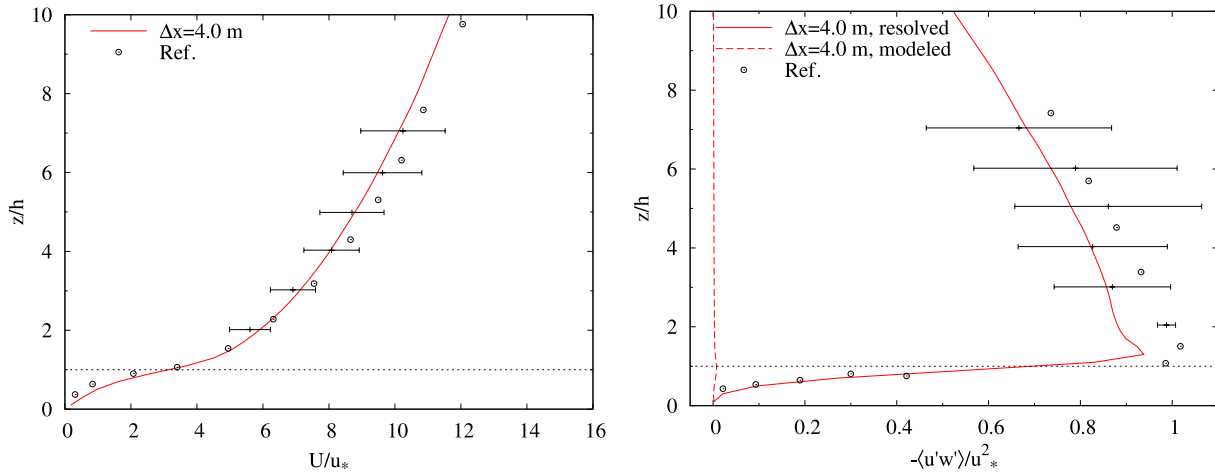 Δx=4.0 m
Ref.
z/h
10
8
6
4
2
0
0 2 4 6 8 10 12 14 16
U/u*
Δx=4.0 m, resolved
Δx=4.0 m, modeled
Ref.
z/h
10
8
6
4
2
0
0 0.2 0.4 0.6 0.8 1
-⟨u'w'⟩/u²*